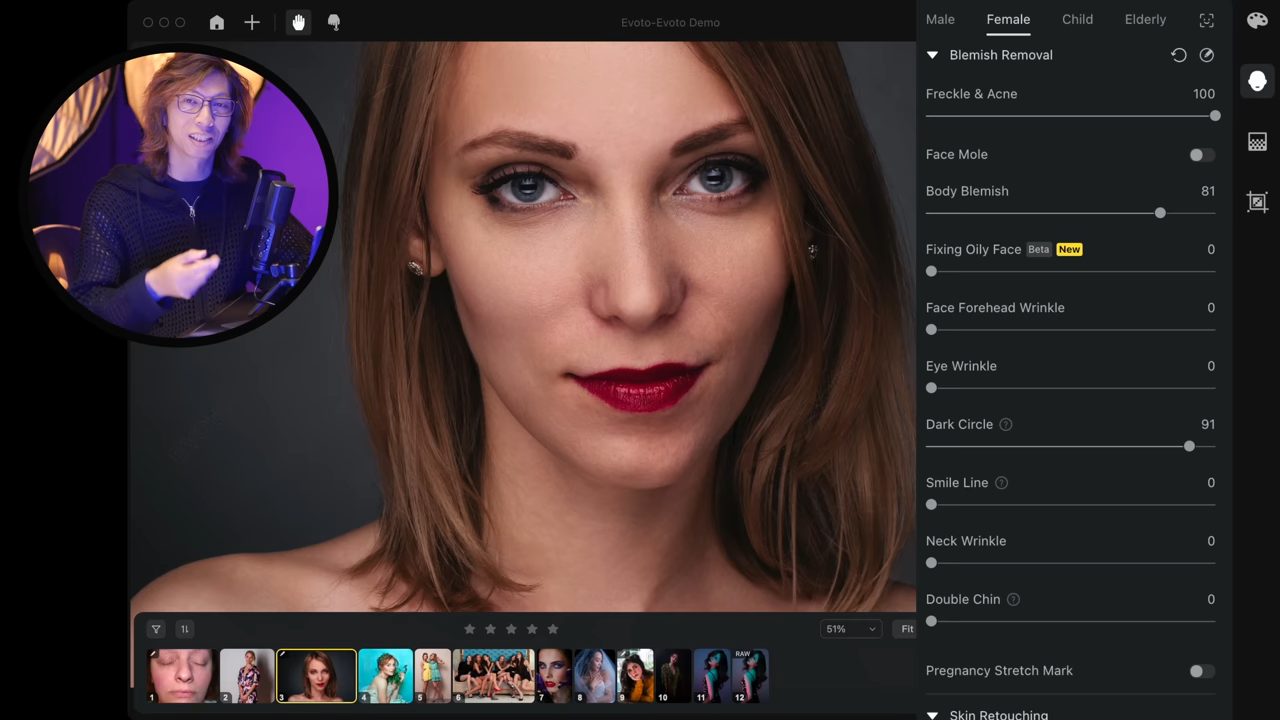 Evoto-Evoto Demo
Male Female Child Elderly
Blemish Removal
Freckle & Acne 100
Face Mole
Body Blemish 81
Fixing Oily Face Beta New 0
Face Forehead Wrinkle 0
Eye Wrinkle 0
Dark Circle ? 91
Smile Line ? 0
Neck Wrinkle 0
Double Chin ? 0
Pregnancy Stretch Mark
Skin Retouching
51% Fit
RAW
1 2 3 4 5 6 7 8 9 10 11 12